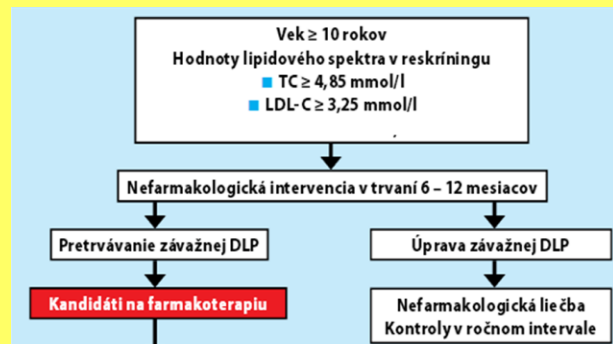 Vek ≥ 10 rokov
Hodnoty lipidového spektra v reskríningu
■ TC ≥ 4,85 mmol/l
■ LDL- C ≥ 3,25 mmol/l
Nefarmakologická intervencia v trvaní 6 – 12 mesiacov
Pretrvávanie závažnej DLP
Úprava závažnej DLP
Kandidáti na farmakoterapiu
Nefarmakologická liečba
Kontroly v ročnom intervale